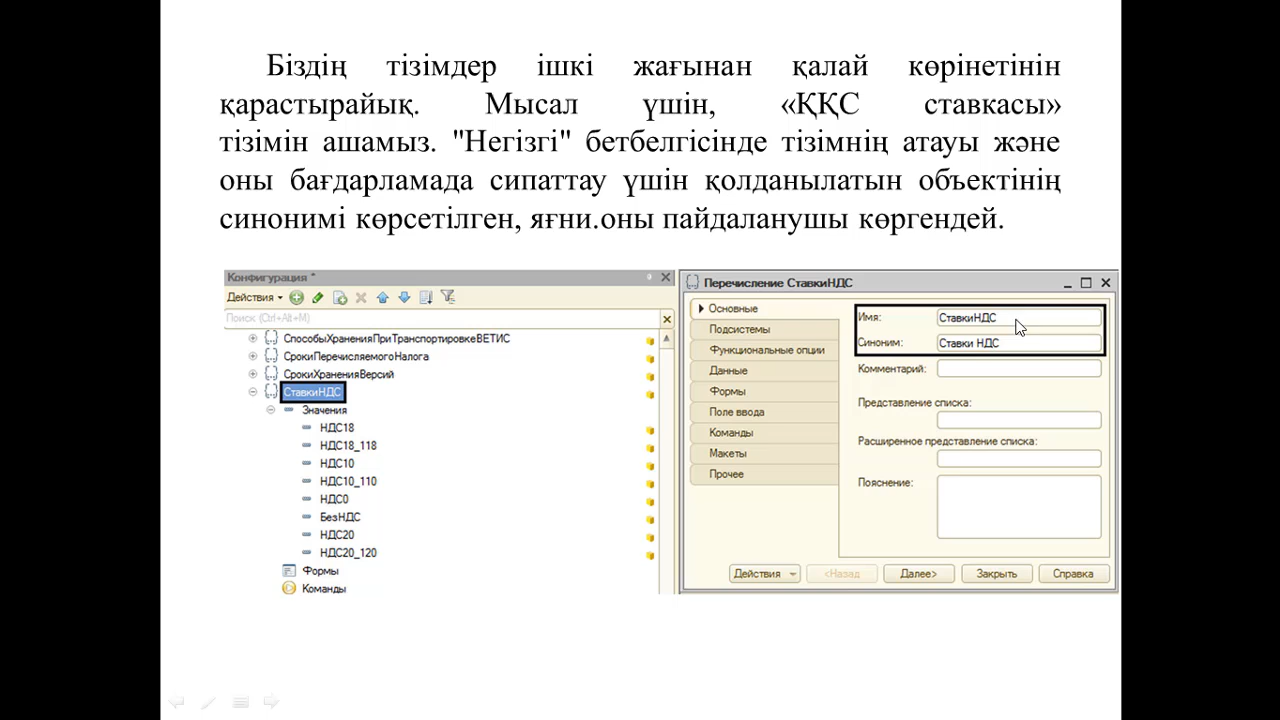 Біздің тізімдер ішкі жағынан қалай көрінетінін
қарастырайық. Мысал үшін, «ҚҚС ставкасы»
тізімін ашамыз. "Негізгі" бетбелгісінде тізімнің атауы және
оны бағдарламада сипаттау үшін қолданылатын объектінің
синонимі көрсетілген, яғни.оны пайдаланушы көргендей.
Конфигурация *
Действия
Поиск (Ctrl+Alt+M)
СпособыХраненияПриТранспортировкеВЕТИС
СрокиПеречисляемогоНалога
СрокиХраненияВерсий
СтавкиНДС
Значения
НДС18
НДС18_118
НДС10
НДС10_110
НДС0
БезНДС
НДС20
НДС20_120
Формы
Команды
Перечисление СтавкиНДС
Основные
Подсистемы
Функциональные опции
Данные
Формы
Поле ввода
Команды
Макеты
Прочее
Имя: СтавкиНДС
Синоним: Ставки НДС
Комментарий:
Представление списка:
Расширенное представление списка:
Пояснение:
Действия <Назад Далее> Закрыть Справка